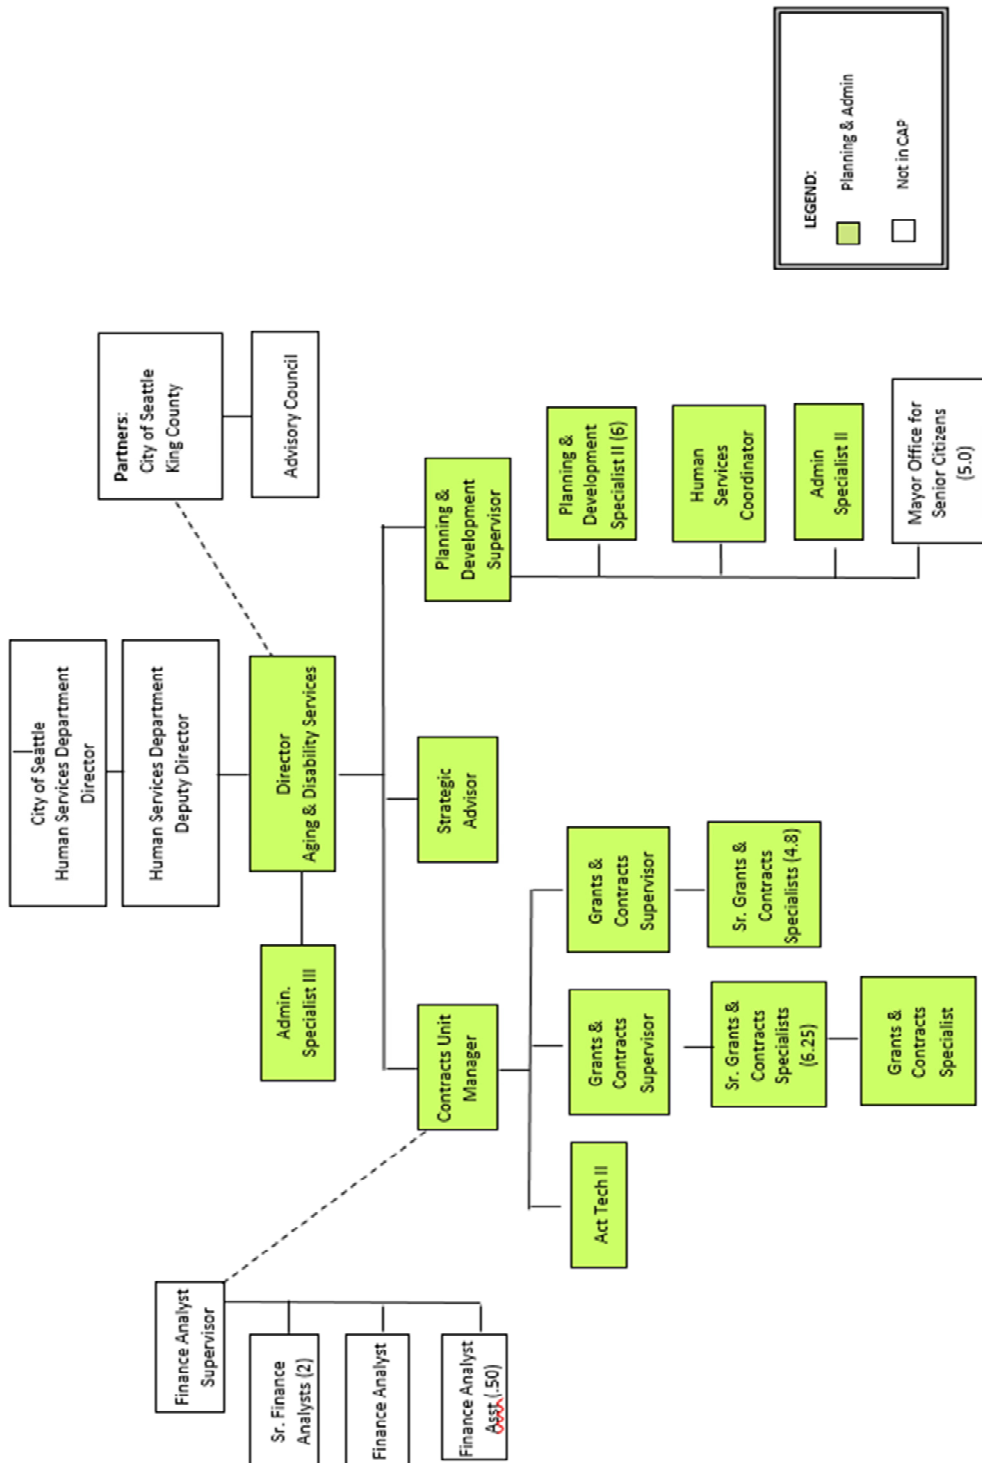 City of Seattle
Human Services Department
Director
Human Services Department
Deputy Director
Partners:
City of Seattle
King County
Advisory Council
Director
Aging & Disability Services
Admin.
Specialist III
Finance Analyst
Supervisor
Sr. Finance
Analysts (2)
Finance Analyst
Finance Analyst
Asst (.50)
Contracts Unit
Manager
Strategic
Advisor
Planning &
Development
Supervisor
Act Tech II
Grants &
Contracts
Supervisor
Sr. Grants &
Contracts
Specialists
(6.25)
Grants &
Contracts
Specialist
Grants &
Contracts
Supervisor
Sr. Grants &
Contracts
Specialists (4.8)
Planning &
Development
Specialist II (6)
Human
Services
Coordinator
Admin
Specialist II
Mayor Office for
Senior Citizens
(5.0)
LEGEND:
Planning & Admin
Not in CAP